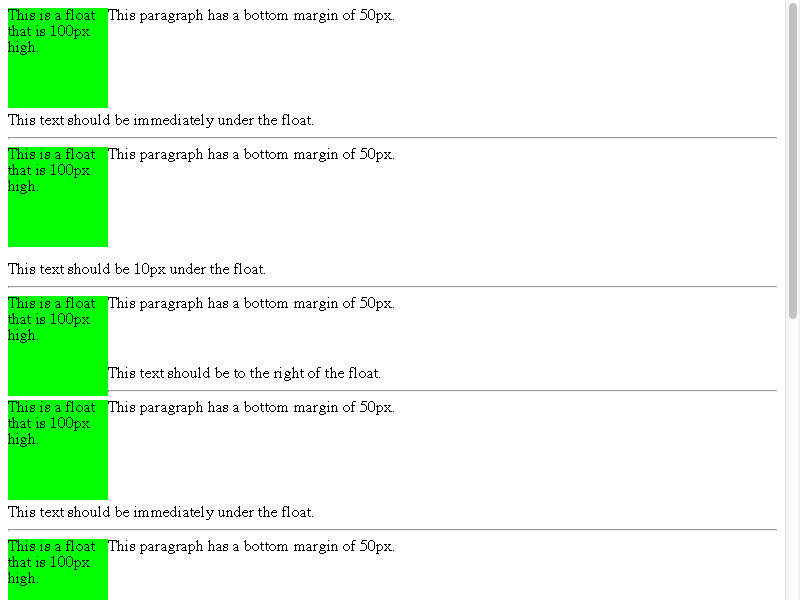 This is a float
that is 100px
high.
This paragraph has a bottom margin of 50px.
This text should be immediately under the float.
This is a float
that is 100px
high.
This paragraph has a bottom margin of 50px.
This text should be 10px under the float.
This is a float
that is 100px
high.
This paragraph has a bottom margin of 50px.
This text should be to the right of the float.
This is a float
that is 100px
high.
This paragraph has a bottom margin of 50px.
This text should be immediately under the float.
This is a float
that is 100px
high.
This paragraph has a bottom margin of 50px.